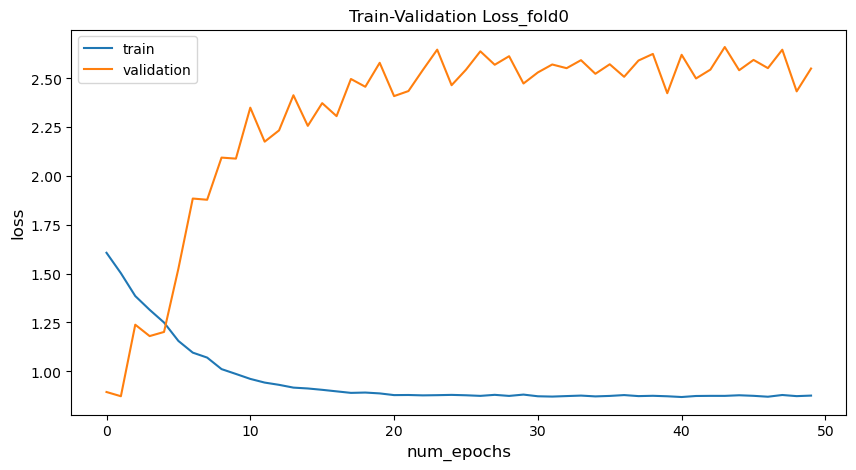 Train-Validation Loss_fold0
train
validation
loss
2.50
2.25
2.00
1.75
1.50
1.25
1.00
0 10 20 30 40 50
num_epochs